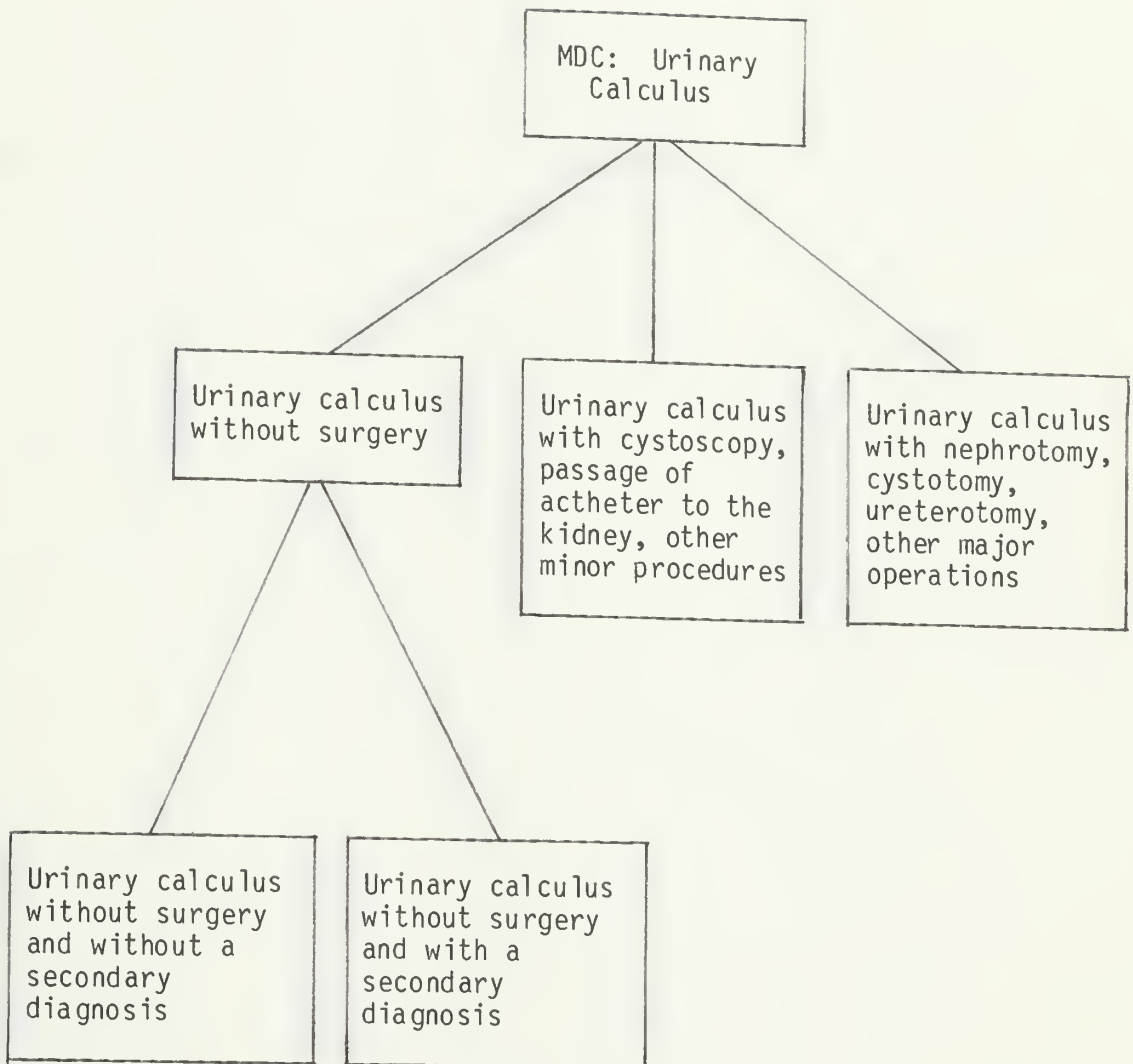 MDC: Urinary
Calculus
Urinary calculus
without surgery
Urinary calculus
with cystoscopy,
passage of
actheter to the
kidney, other
minor procedures
Urinary calculus
with nephrotomy,
cystotomy,
ureterotomy,
other major
operations
Urinary calculus
without surgery
and without a
secondary
diagnosis
Urinary calculus
without surgery
and with a
secondary
diagnosis